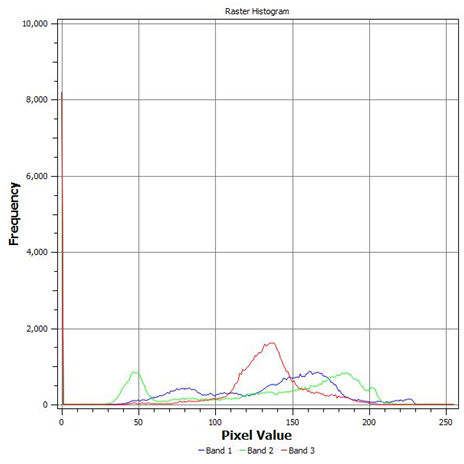 Raster Histogram
10,000
8,000
6,000
4,000
2,000
0
Frequency
0 50 100 150 200 250
Pixel Value
Band 1 Band 2 Band 3